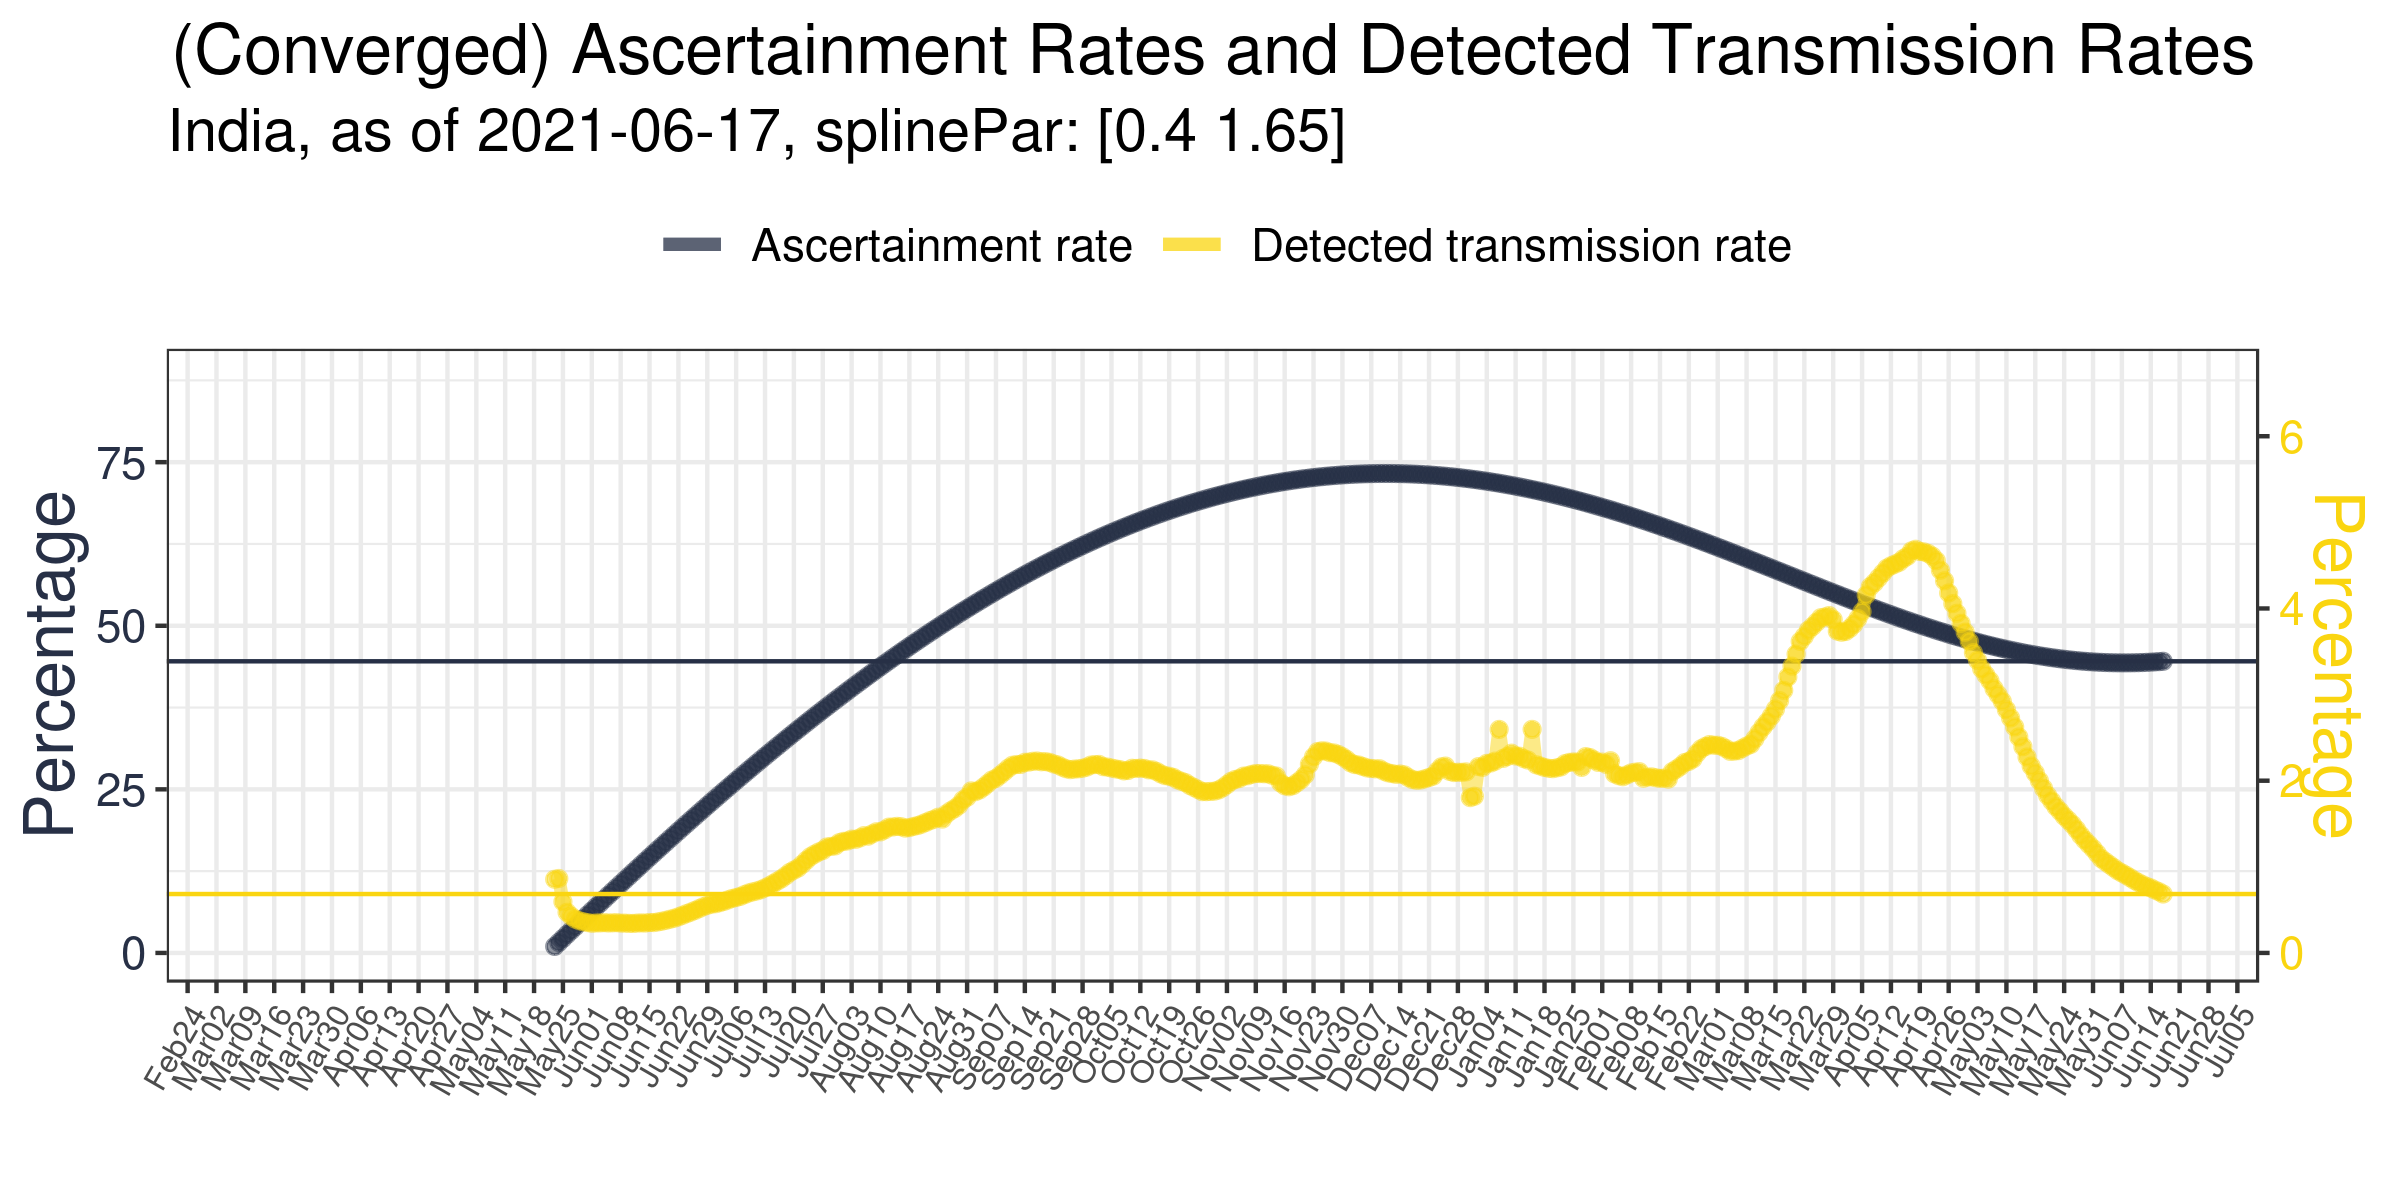 (Converged) Ascertainment Rates and Detected Transmission Rates
India, as of 2021-06-17, splinePar: [0.4 1.65]
Ascertainment rate Detected transmission rate
Percentage
75
50
25
0
6
4
2
0
Percentage
Feb24 Mar02 Mar09 Mar16 Mar23 Mar30 Apr06 Apr13 Apr20 Apr27 May04 May11 May18 May25 Jun01 Jun08 Jun15 Jun22 Jun29 Jul06 Jul13 Jul20 Jul27 Aug03 Aug10 Aug17 Aug24 Aug31 Sep07 Sep14 Sep21 Sep28 Oct05 Oct12 Oct19 Oct26 Nov02 Nov09 Nov16 Nov23 Nov30 Dec07 Dec14 Dec21 Dec28 Jan04 Jan11 Jan18 Jan25 Feb01 Feb08 Feb15 Feb22 Mar01 Mar08 Mar15 Mar22 Mar29 Apr05 Apr12 Apr19 Apr26 May03 May10 May17 May24 May31 Jun07 Jun14 Jun21 Jun28 Jul05